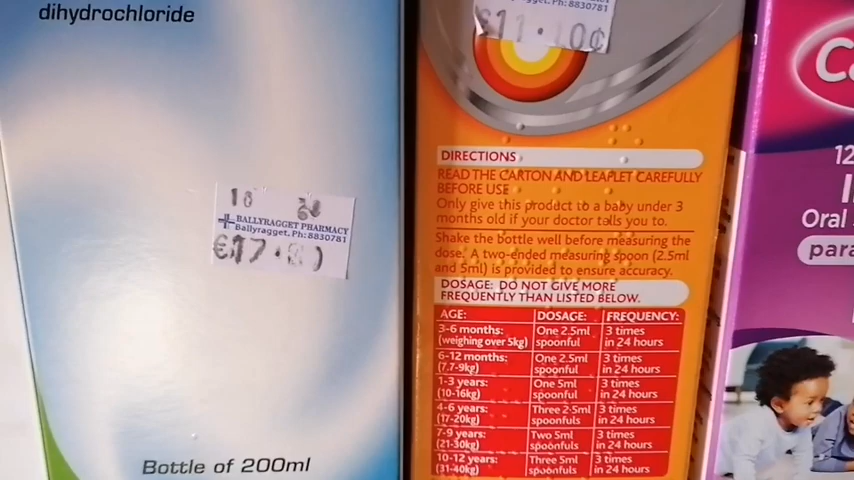 dihydrochloride
BALLYRAGGET PHARMACY
Ballyragget, Ph: 8830781
Bottle of 200ml
Ph: 8830781
€11.10
DIRECTIONS
READ THE CARTON AND LEAFLET CAREFULLY
BEFORE USE
Only give this product to a baby under 3
months old if your doctor tells you to.
Shake the bottle well before measuring the
dose. A two-ended measuring spoon (2.5ml
and 5ml) is provided to ensure accuracy.
DOSAGE: DO NOT GIVE MORE
FREQUENTLY THAN LISTED BELOW.
AGE: DOSAGE: FREQUENCY:
3-6 months: One 2.5ml 3 times
(weighing over 5kg) spoonful in 24 hours
6-12 months: One 2.5ml 3 times
(7.7-9kg) spoonful in 24 hours
1-3 years: One 5ml 3 times
(10-16kg) spoonful in 24 hours
4-6 years: Three 2·5ml 3 times
(17-20kg) spoonfuls in 24 hours
7-9 years: Two 5ml 3 times
(21-30kg) spoonfuls in 24 hours
10-12 years: Three 5ml 3 times
(31-40kg) spoonfuls in 24 hours
Oral